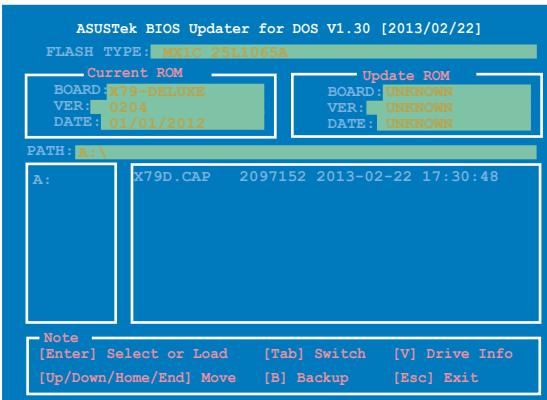 ASUSTek BIOS Updater for DOS V1.30 [2013/02/22]
FLASH TYPE: MX1C 25L1065A
Current ROM
BOARD: X79-DELUXE
VER: 0204
DATE: 01/01/2012
Update ROM
BOARD: UNKNOWN
VER: UNKNOWN
DATE: UNKNOWN
PATH: A:\
A:
X79D.CAP 2097152 2013-02-22 17:30:48
Note
[Enter] Select or Load [Tab] Switch [V] Drive Info
[Up/Down/Home/End] Move [B] Backup [Esc] Exit